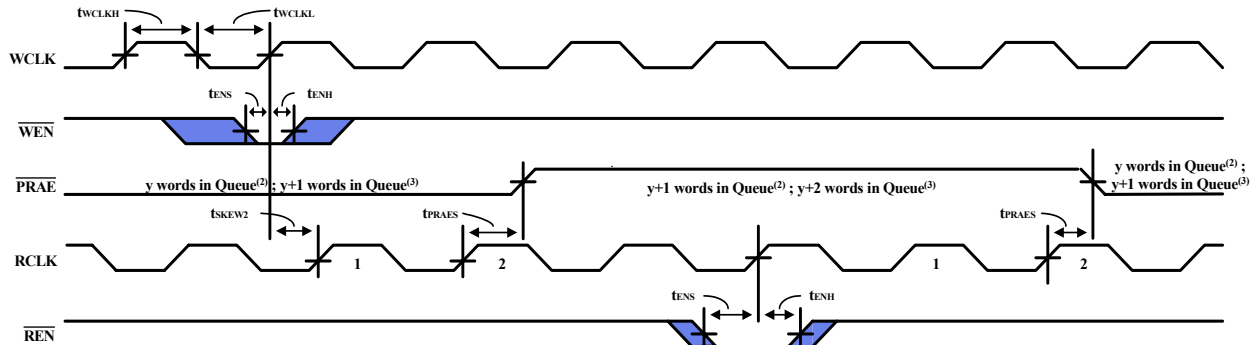 tWCLKH tWCLKL
WCLK
tENS tENH
WEN
PRAE
y words in Queue(2) ; y+1 words in Queue(3)
y+1 words in Queue(2) ; y+2 words in Queue(3)
y words in Queue(2) ;
y+1 words in Queue(3)
tSKEW2 tPRAES tPRAES
RCLK 1 2 1 2
tENS tENH
REN